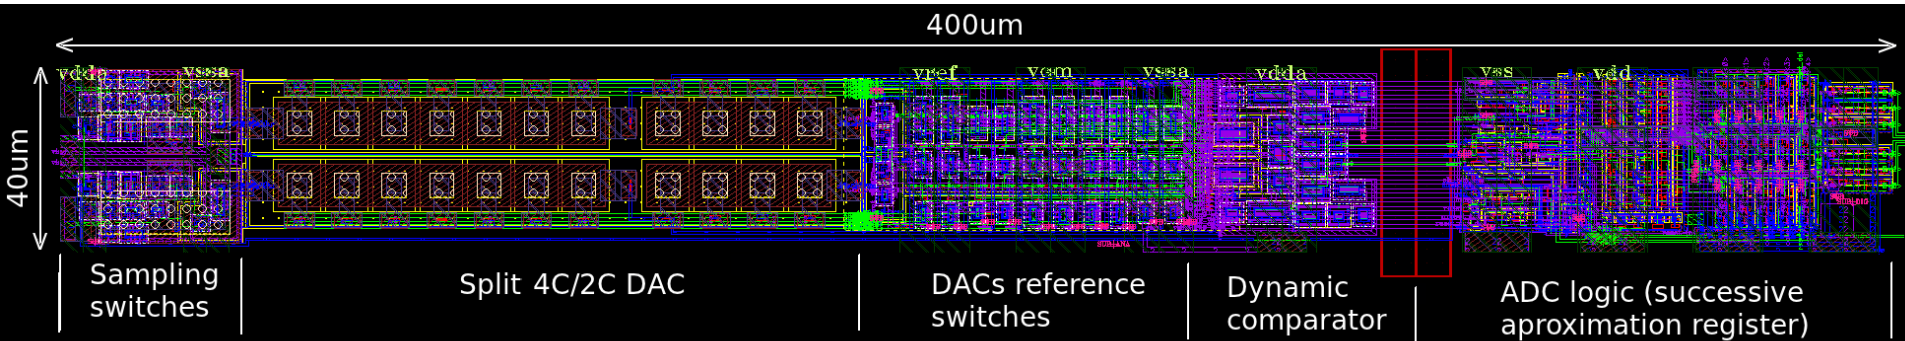 400um
vdda vssa vref vcm vssa vdda vss vdd
40um
Sampling
switches
Split 4C/2C DAC
DACs reference
switches
Dynamic
comparator
ADC logic (successive
aproximation register)